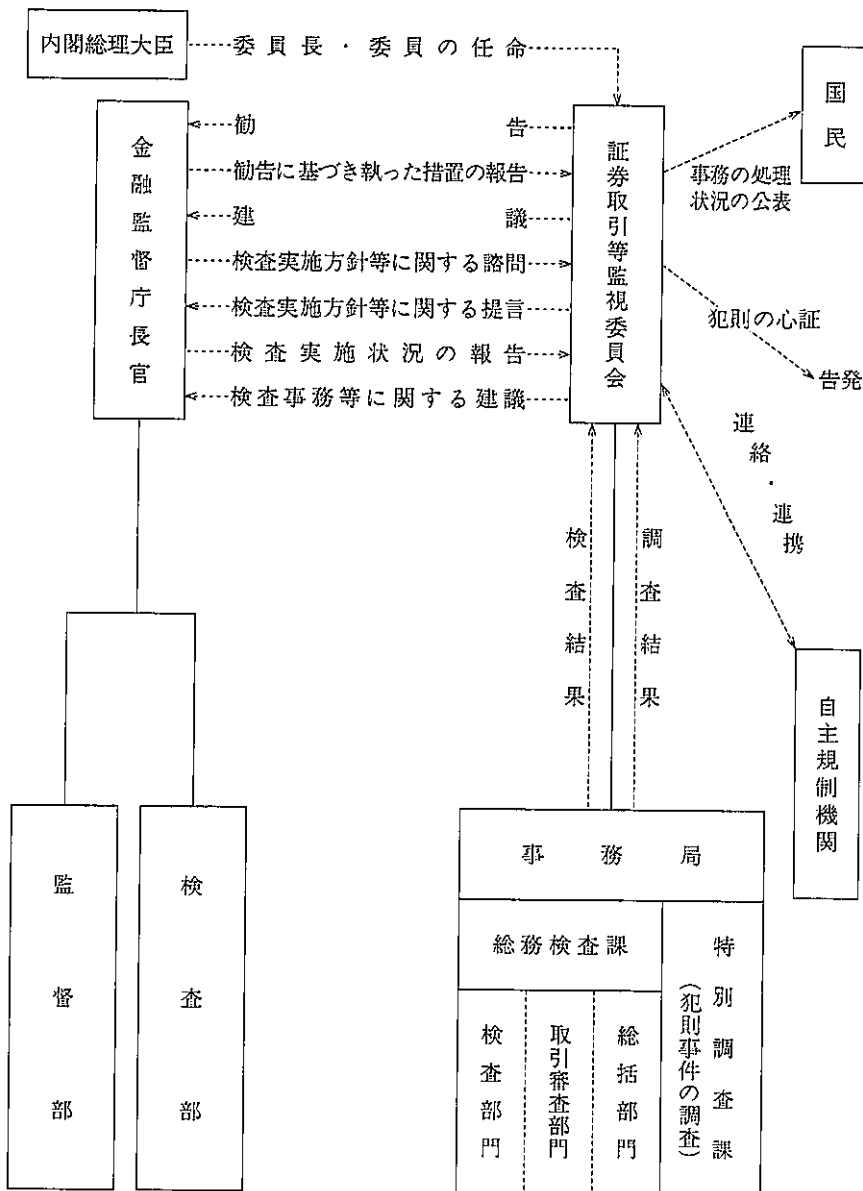 内閣総理大臣
委員長・委員の任命
国民
金融監督庁長官
勧告
勧告に基づき執った措置の報告
建議
検査実施方針等に関する諮問
検査実施方針等に関する提言
検査実施状況の報告
検査事務等に関する建議
証券取引等監視委員会
事務の処理
状況の公表
犯則の心証
告発
連絡・連携
検査結果
調査結果
自主規制機関
監督部
検査部
事務局
総務検査課
検査部門
取引審査部門
総括部門
特別調査課
(犯則事件の調査)